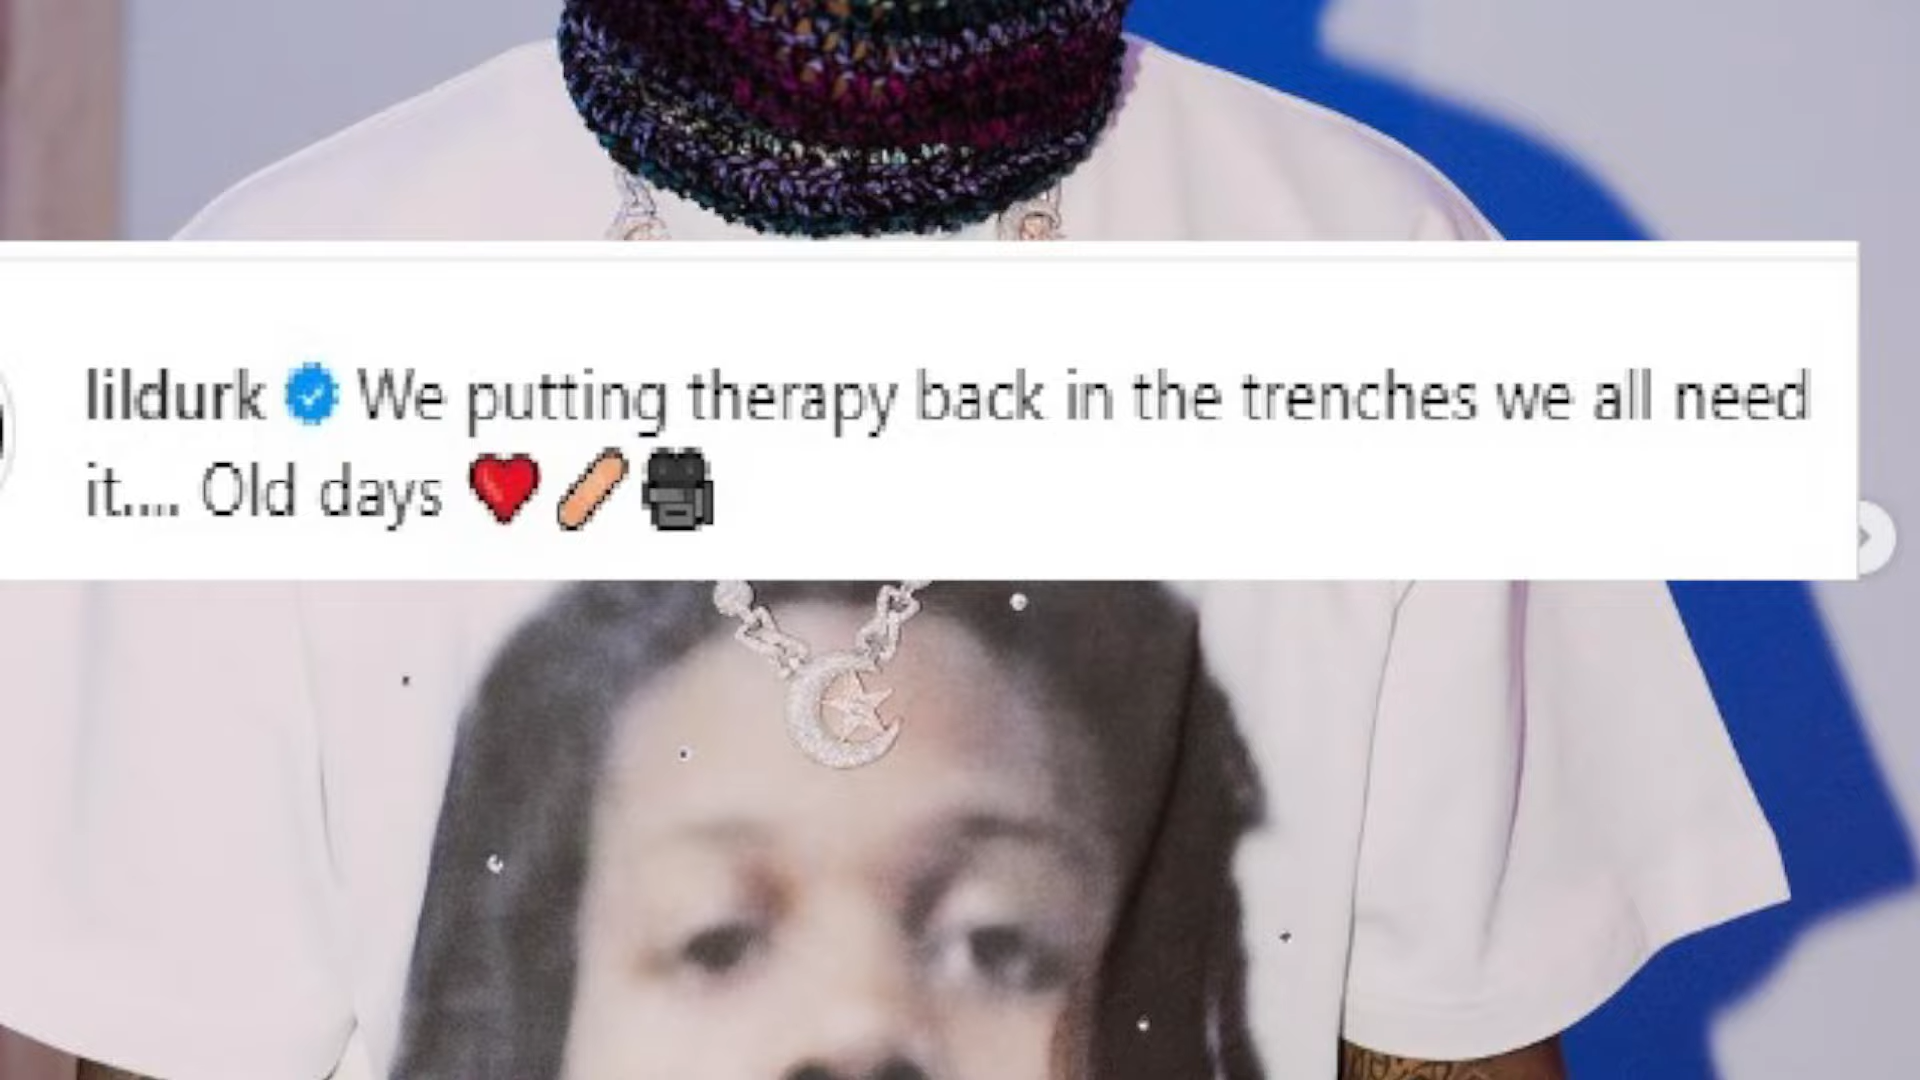 lildurk We putting therapy back in the trenches we all need
it.... Old days ❤️🩹🎥